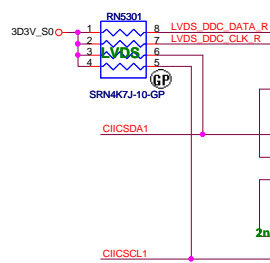 RN5301
3D3V_S0
1
2
3
4
8
7
6
5
LVDS
LVDS_DDC_DATA_R
LVDS_DDC_CLK_R
GP
SRN4K7J-10-GP
CIICSDA1
2n
CIICSCL1